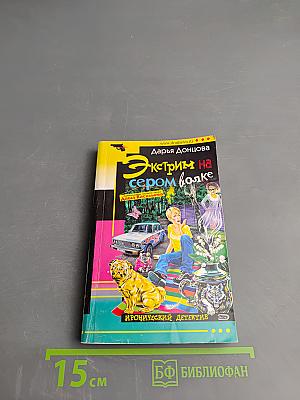 Дарья Донцова
Экстрим на
сером волке
ИРОНИЧЕСКИЙ ДЕТЕКТИВ
15 см
БФ БИБЛИОФАН